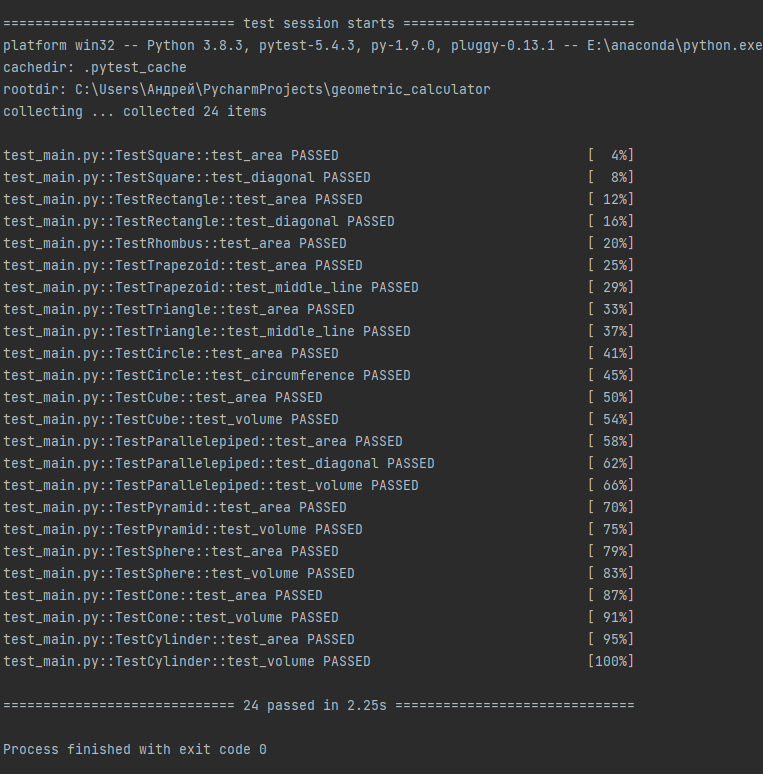 ============================= test session starts =============================
platform win32 -- Python 3.8.3, pytest-5.4.3, py-1.9.0, pluggy-0.13.1 -- E:\anaconda\python.exe
cachedir: .pytest_cache
rootdir: C:\Users\Андрей\PycharmProjects\geometric_calculator
collecting ... collected 24 items
test_main.py::TestSquare::test_area PASSED                               [  4%]
test_main.py::TestSquare::test_diagonal PASSED                           [  8%]
test_main.py::TestRectangle::test_area PASSED                            [ 12%]
test_main.py::TestRectangle::test_diagonal PASSED                        [ 16%]
test_main.py::TestRhombus::test_area PASSED                              [ 20%]
test_main.py::TestTrapezoid::test_area PASSED                            [ 25%]
test_main.py::TestTrapezoid::test_middle_line PASSED                     [ 29%]
test_main.py::TestTriangle::test_area PASSED                             [ 33%]
test_main.py::TestTriangle::test_middle_line PASSED                      [ 37%]
test_main.py::TestCircle::test_area PASSED                               [ 41%]
test_main.py::TestCircle::test_circumference PASSED                      [ 45%]
test_main.py::TestCube::test_area PASSED                                 [ 50%]
test_main.py::TestCube::test_volume PASSED                               [ 54%]
test_main.py::TestParallelepiped::test_area PASSED                       [ 58%]
test_main.py::TestParallelepiped::test_diagonal PASSED                   [ 62%]
test_main.py::TestParallelepiped::test_volume PASSED                     [ 66%]
test_main.py::TestPyramid::test_area PASSED                              [ 70%]
test_main.py::TestPyramid::test_volume PASSED                            [ 75%]
test_main.py::TestSphere::test_area PASSED                               [ 79%]
test_main.py::TestSphere::test_volume PASSED                             [ 83%]
test_main.py::TestCone::test_area PASSED                                 [ 87%]
test_main.py::TestCone::test_volume PASSED                               [ 91%]
test_main.py::TestCylinder::test_area PASSED                             [ 95%]
test_main.py::TestCylinder::test_volume PASSED                           [100%]
============================= 24 passed in 2.25s ==============================
Process finished with exit code 0